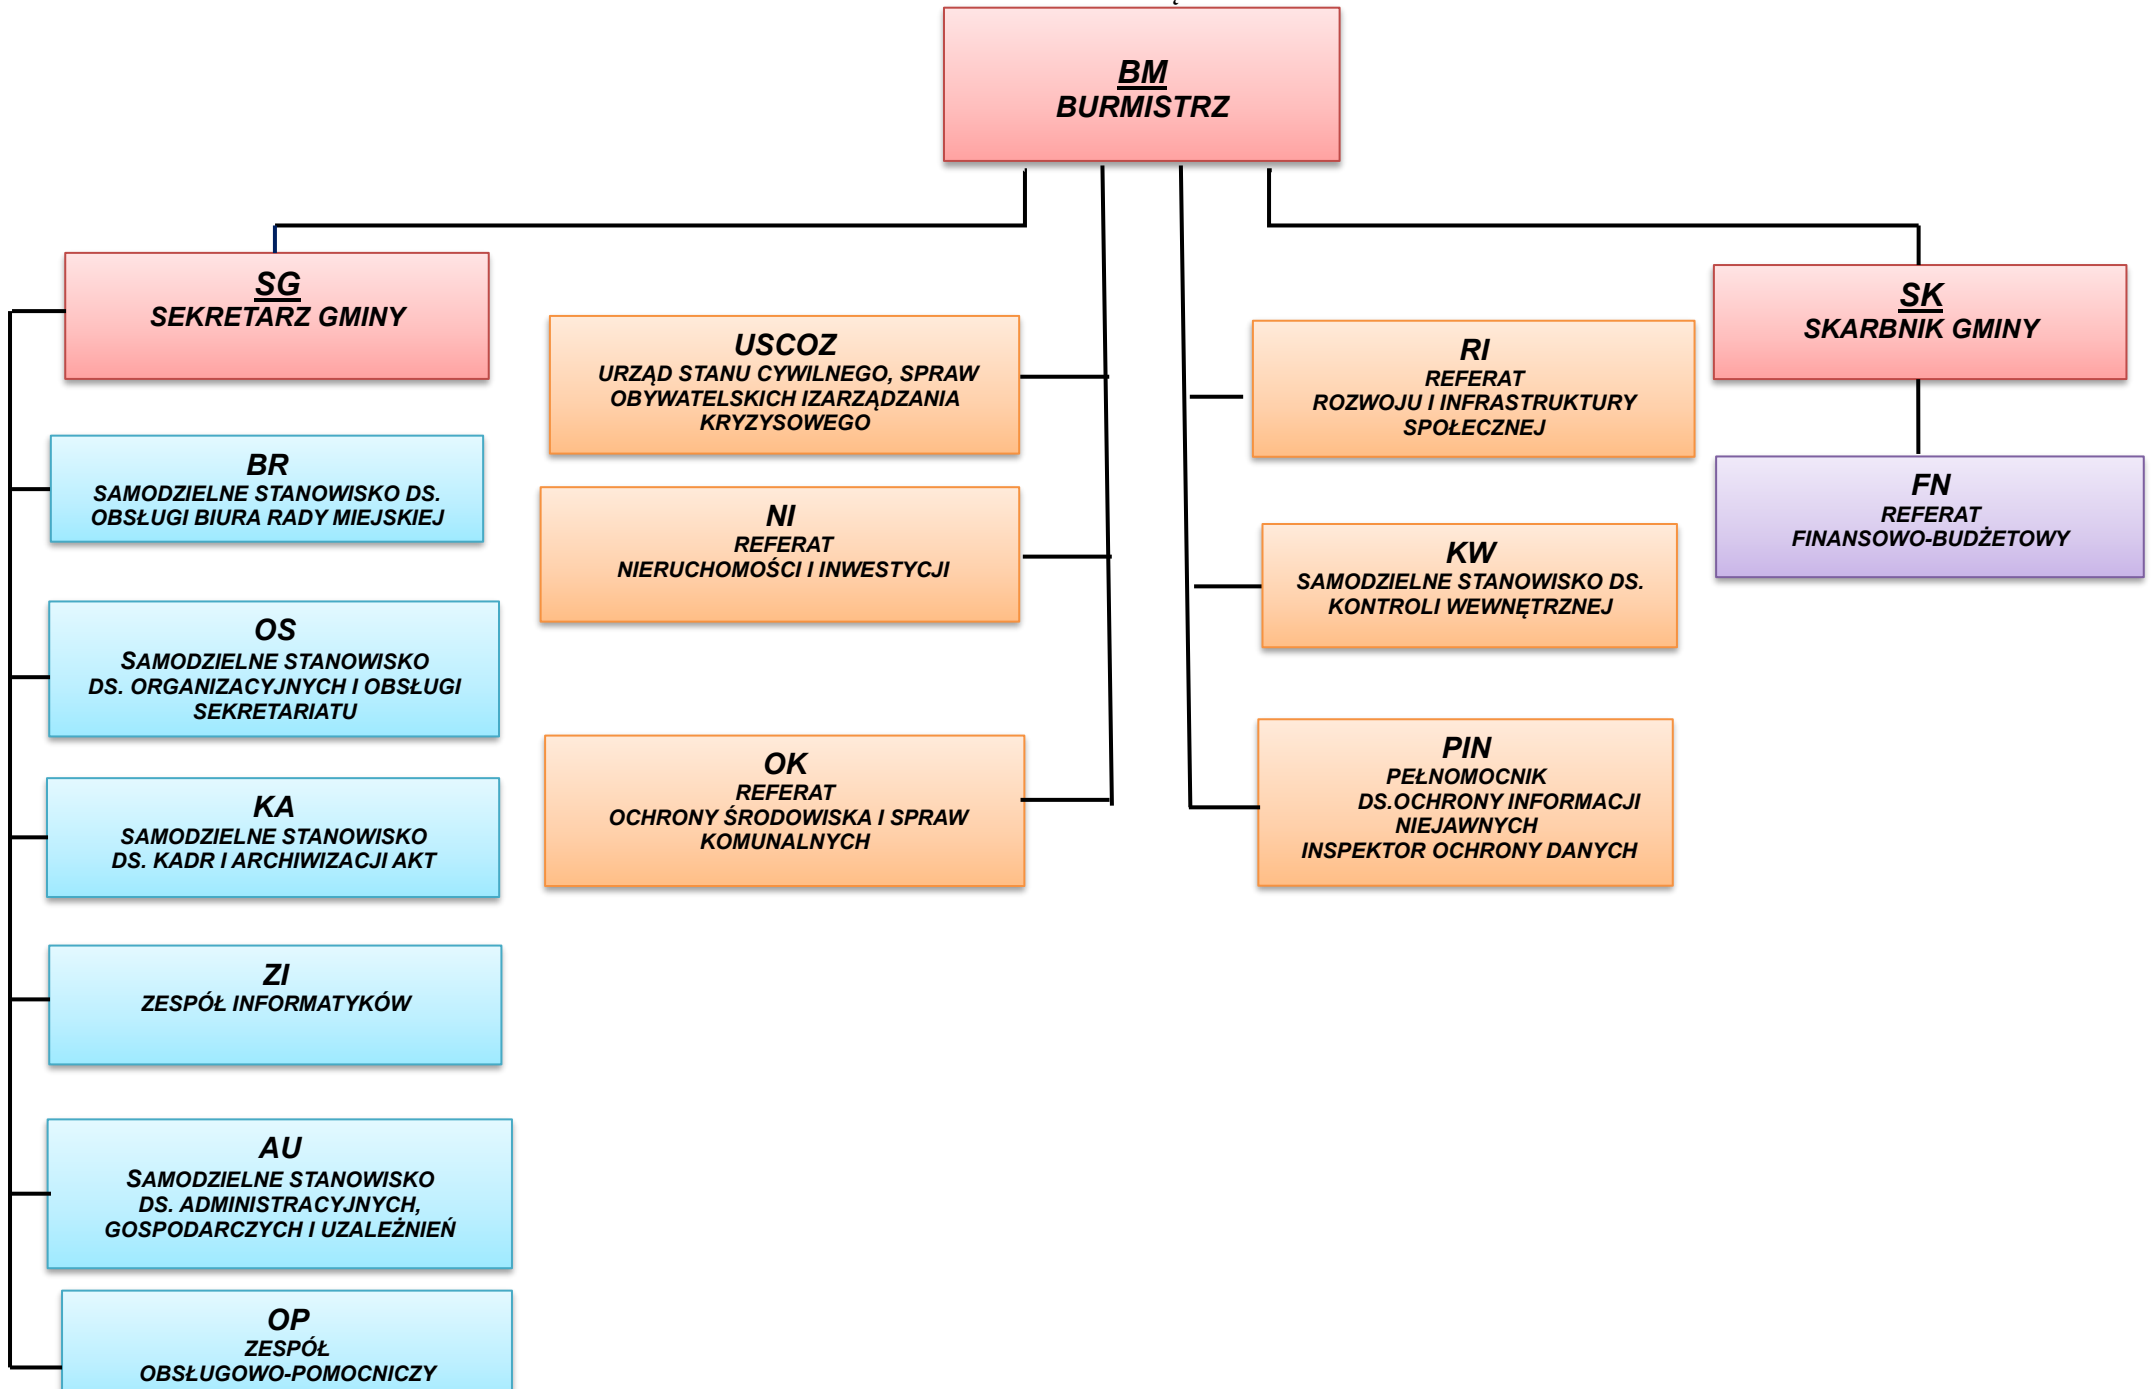 BM
BURMISTRZ
SG
SEKRETARZ GMINY
SK
SKARBNIK GMINY
USCOZ
URZĄD STANU CYWILNEGO, SPRAW
OBYWATELSKICH IZARZĄDZANIA
KRYZYSOWEGO
RI
REFERAT
ROZWOJU I INFRASTRUKTURY
SPOŁECZNEJ
BR
SAMODZIELNE STANOWISKO DS.
OBSŁUGI BIURA RADY MIEJSKIEJ
NI
REFERAT
NIERUCHOMOŚCI I INWESTYCJI
KW
SAMODZIELNE STANOWISKO DS.
KONTROLI WEWNĘTRZNEJ
FN
REFERAT
FINANSOWO-BUDŻETOWY
OS
SAMODZIELNE STANOWISKO
DS. ORGANIZACYJNYCH I OBSŁUGI
SEKRETARIATU
OK
REFERAT
OCHRONY ŚRODOWISKA I SPRAW
KOMUNALNYCH
PIN
PEŁNOMOCNIK
DS.OCHRONY INFORMACJI
NIEJAWNYCH
INSPEKTOR OCHRONY DANYCH
KA
SAMODZIELNE STANOWISKO
DS. KADR I ARCHIWIZACJI AKT
ZI
ZESPÓŁ INFORMATYKÓW
AU
SAMODZIELNE STANOWISKO
DS. ADMINISTRACYJNYCH,
GOSPODARCZYCH I UZALEŻNIEŃ
OP
ZESPÓŁ
OBSŁUGOWO-POMOCNICZY